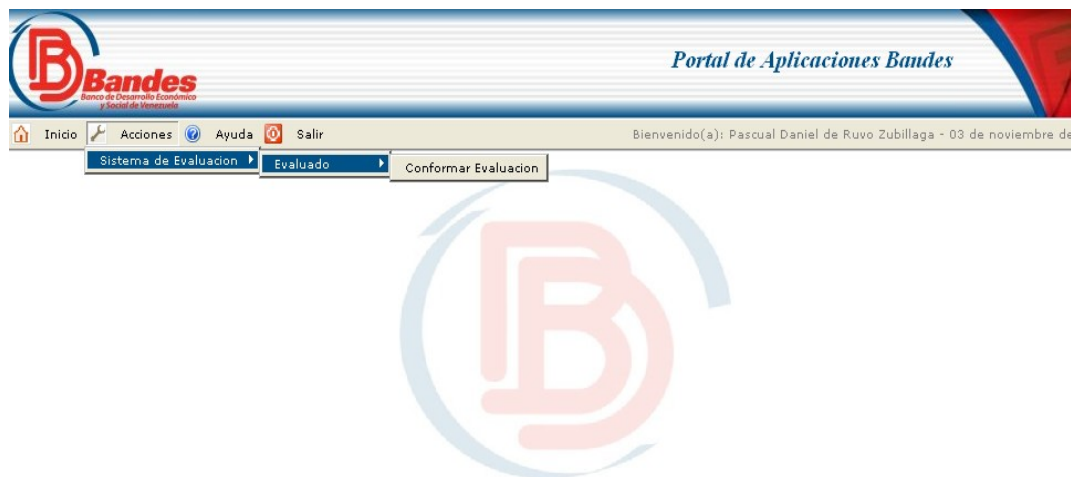 Portal de Aplicaciones Bandes
Bandes
Banco de Desarrollo Económico
y Social de Venezuela
Inicio Acciones Ayuda Salir Bienvenido(a): Pascual Daniel de Ruvo Zubillaga - 03 de noviembre de
Sistema de Evaluacion Evaluado Conformar Evaluacion